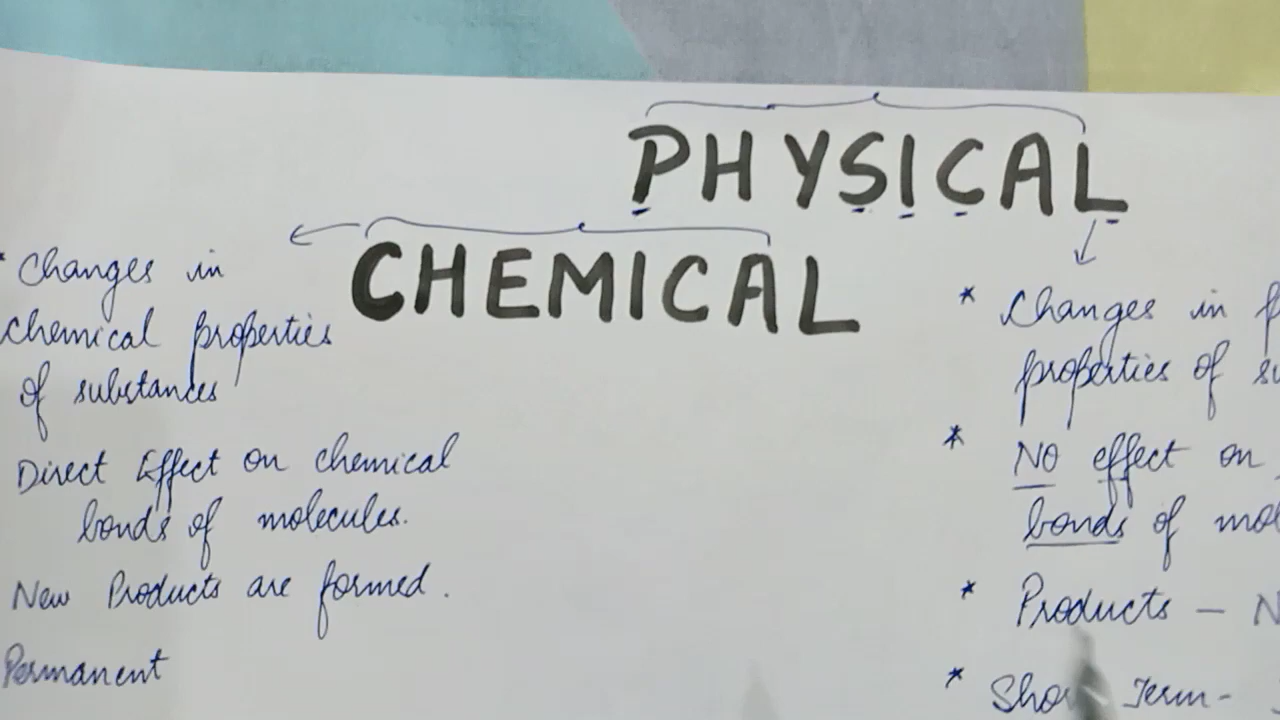 PHYSICAL
CHEMICAL
Changes in
chemical properties
of substances
Direct Effect on chemical
bonds of molecules.
New Products are formed.
Permanent
* Changes in
properties of
* NO effect on
bonds of
* Products -
* Term -